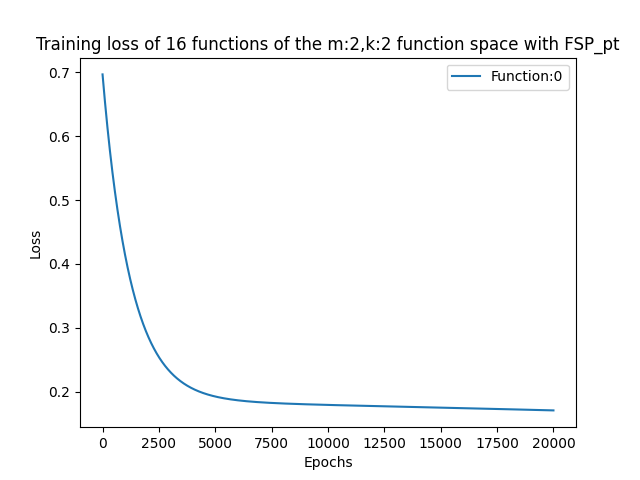 Training loss of 16 functions of the m:2,k:2 function space with FSP_pt
Function:0
0.7
0.6
0.5
0.4
0.3
0.2
Loss
0 2500 5000 7500 10000 12500 15000 17500 20000
Epochs